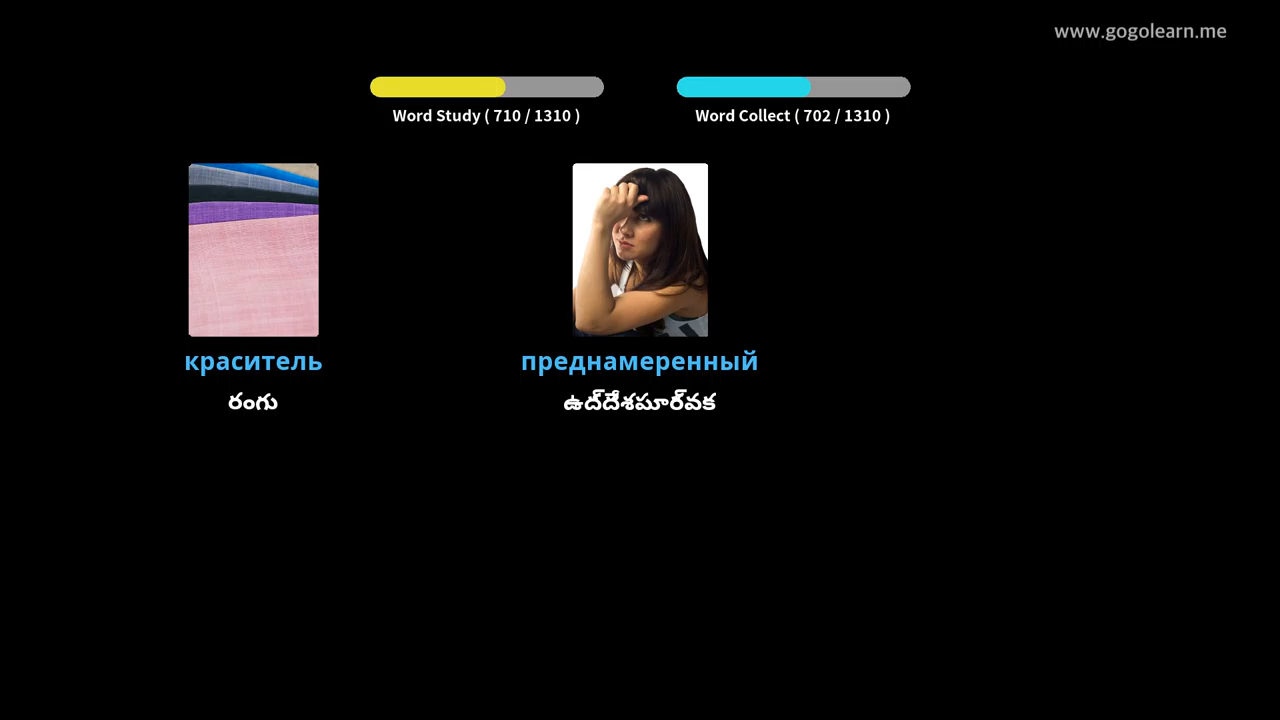 www.gogolearn.me
Word Study ( 710 / 1310 )
Word Collect ( 702 / 1310 )
краситель
преднамеренный
రంగు
ఉద్దేశపూర్వక